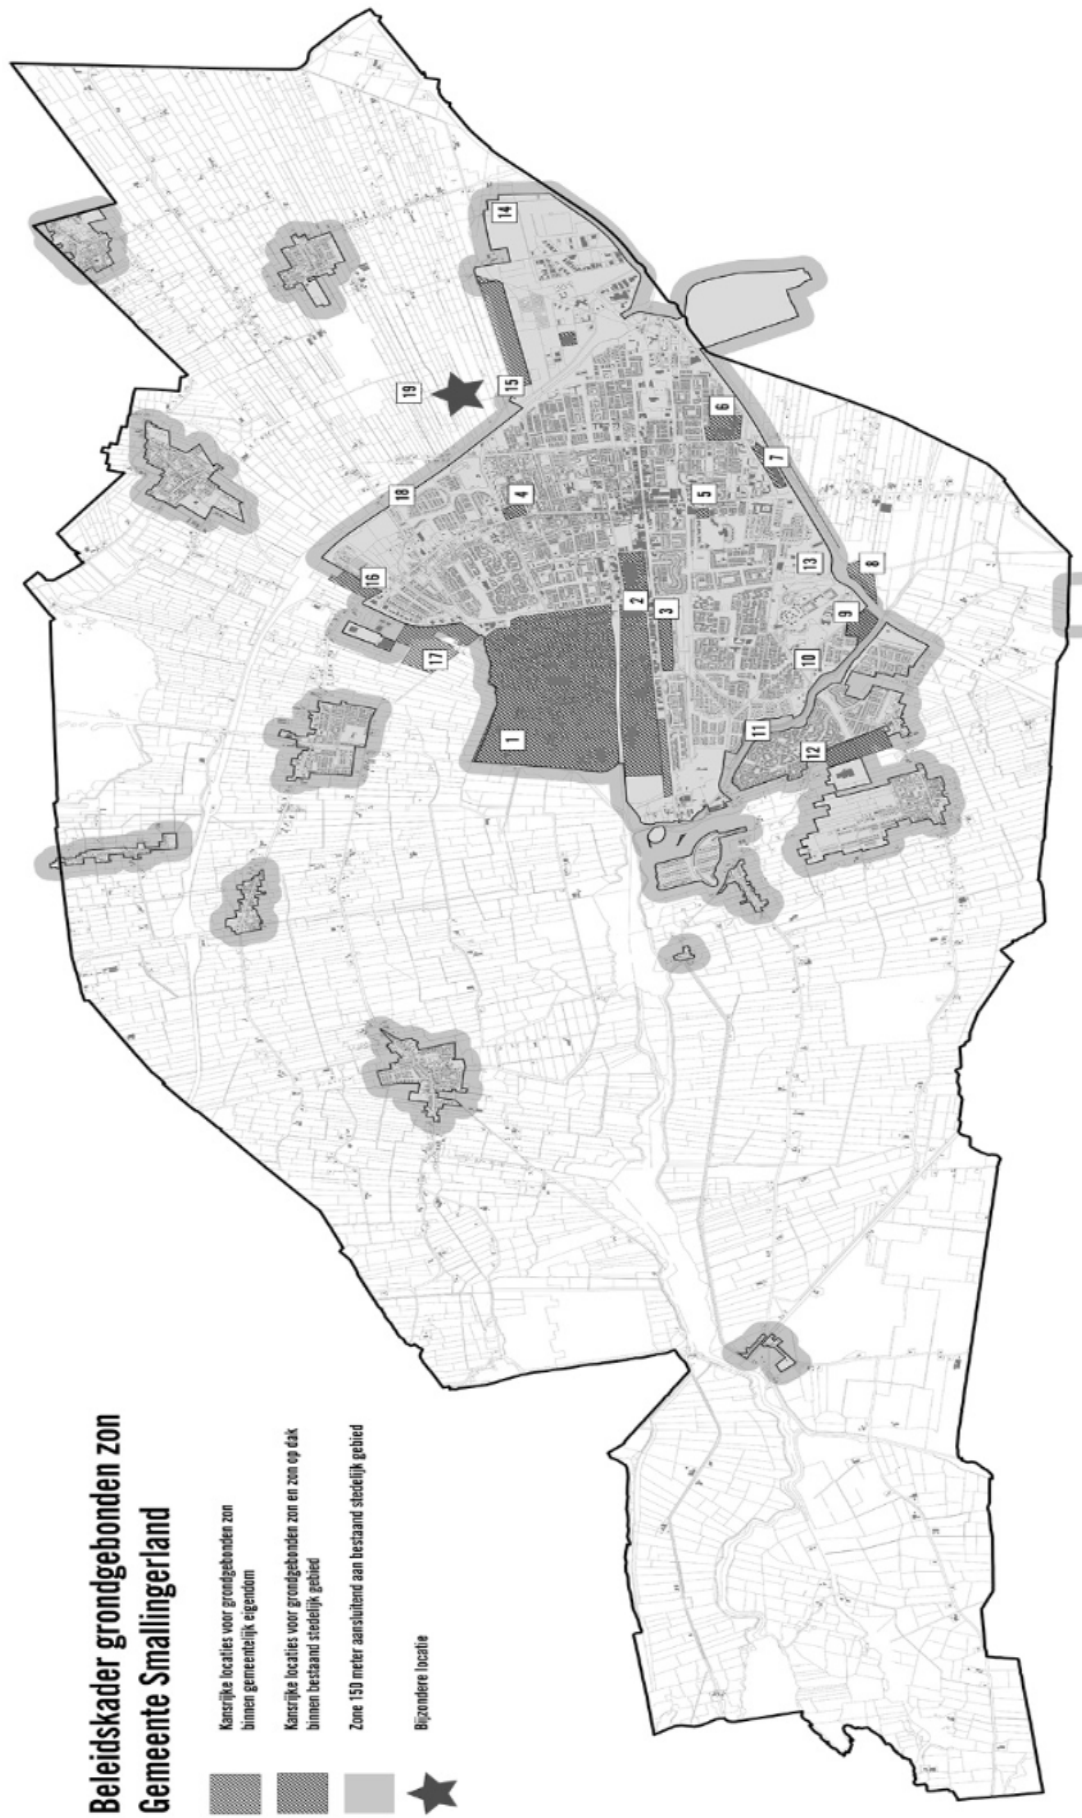 Beleidskader grondgebonden zon
Gemeente Smallingerland
Kansrijke locaties voor grondgebonden zon
binnen gemeentelijk eigendom
Kansrijke locaties voor grondgebonden zon en zon op dak
binnen bestaand stedelijk gebied
Zone 150 meter aansluitend aan bestaand stedelijk gebied
Bijzondere locatie
1
2
3
4
5
6
7
8
9
10
11
12
13
14
15
16
17
18
19